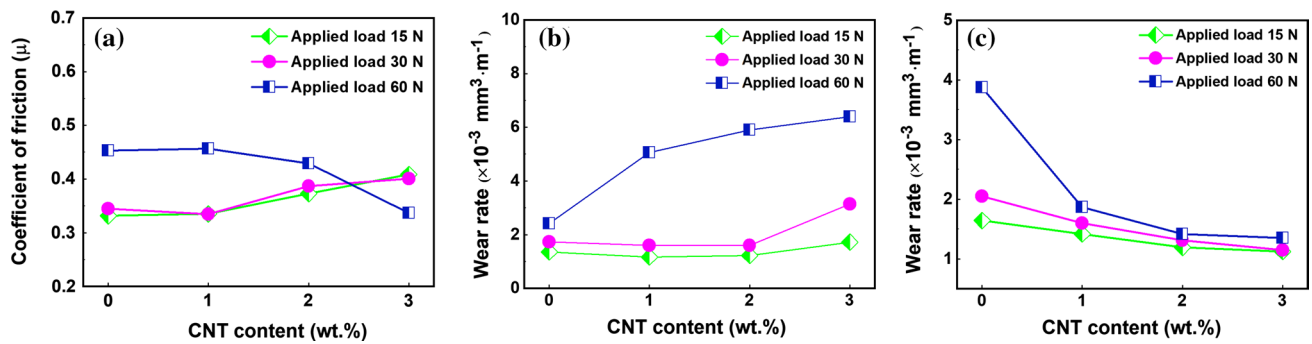 (a)
Applied load 15 N
Applied load 30 N
Applied load 60 N
0.7
0.6
0.5
0.4
0.3
0.2
Coefficient of friction (μ)
0 1 2 3
CNT content (wt.%)
(b)
Applied load 15 N
Applied load 30 N
Applied load 60 N
10
8
6
4
2
0
Wear rate (×10⁻³ mm³·m⁻¹)
0 1 2 3
CNT content (wt.%)
(c)
Applied load 15 N
Applied load 30 N
Applied load 60 N
5
4
3
2
1
Wear rate (×10⁻³ mm³·m⁻¹)
0 1 2 3
CNT content (wt.%)